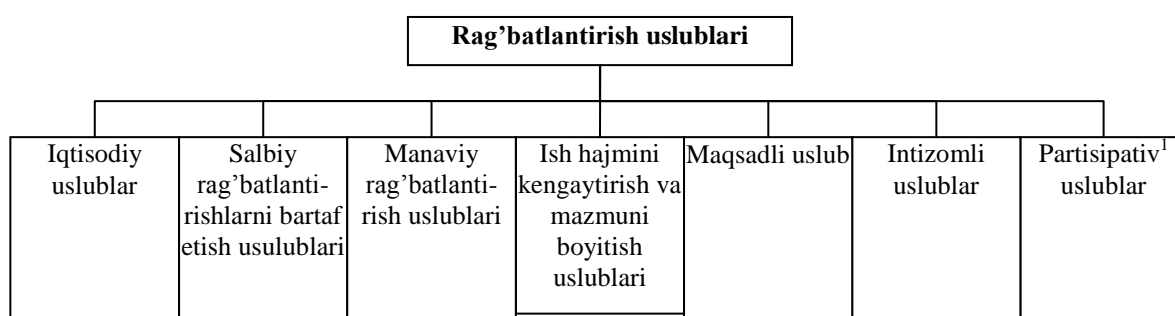 Rag’batlantirish uslublari
Iqtisodiy
uslublar
Salbiy
rag’batlanti-
rishlarni bartaf
etish usulublari
Manaviy
rag’batlanti-
rish uslublari
Ish hajmini
kengaytirish va
mazmuni
boyitish
uslublari
Maqsadli uslub
Intizomli
uslublar
Partisipativ¹
uslublar